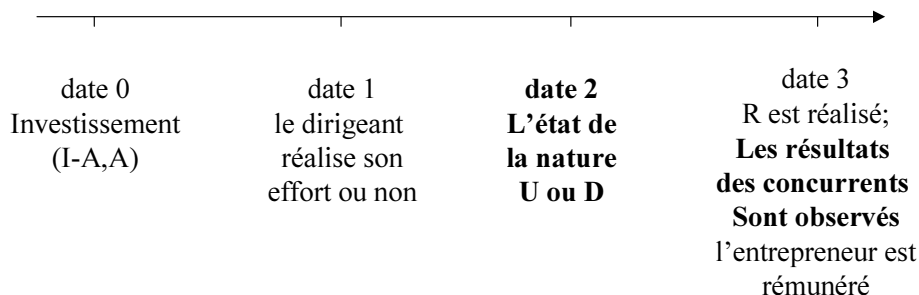 date 0
Investissement
(I-A,A)
date 1
le dirigeant
réalise son
effort ou non
date 2
L'état de
la nature
U ou D
date 3
R est réalisé;
Les résultats
des concurrents
Sont observés
l'entrepreneur est
rémunéré